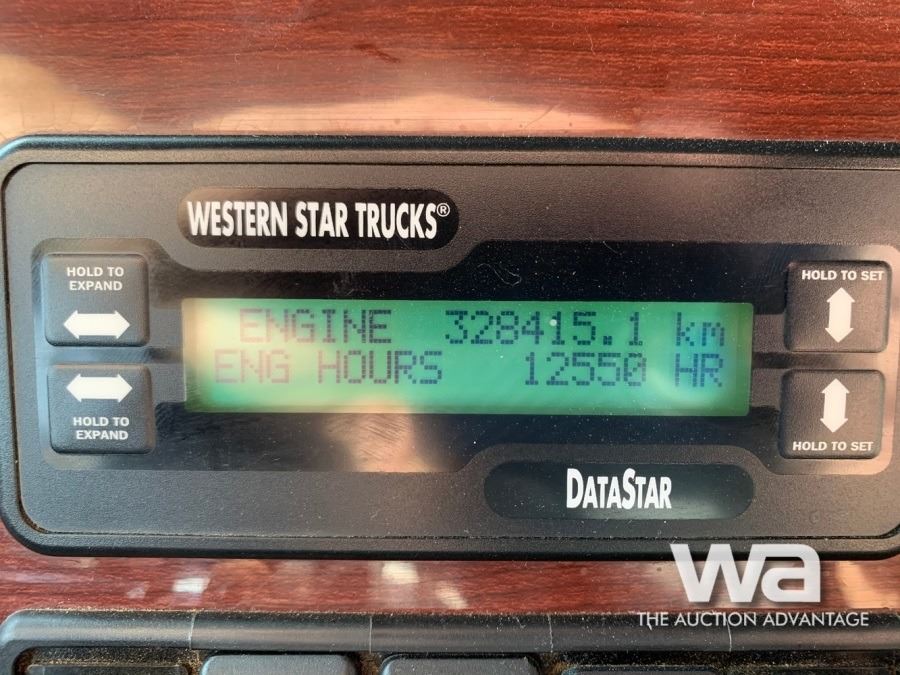 WESTERN STAR TRUCKS®
HOLD TO
EXPAND
HOLD TO SET
ENGINE 328415.1 km
ENG HOURS 12550 HR
HOLD TO
EXPAND
HOLD TO SET
DATASTAR
wa
THE AUCTION ADVANTAGE